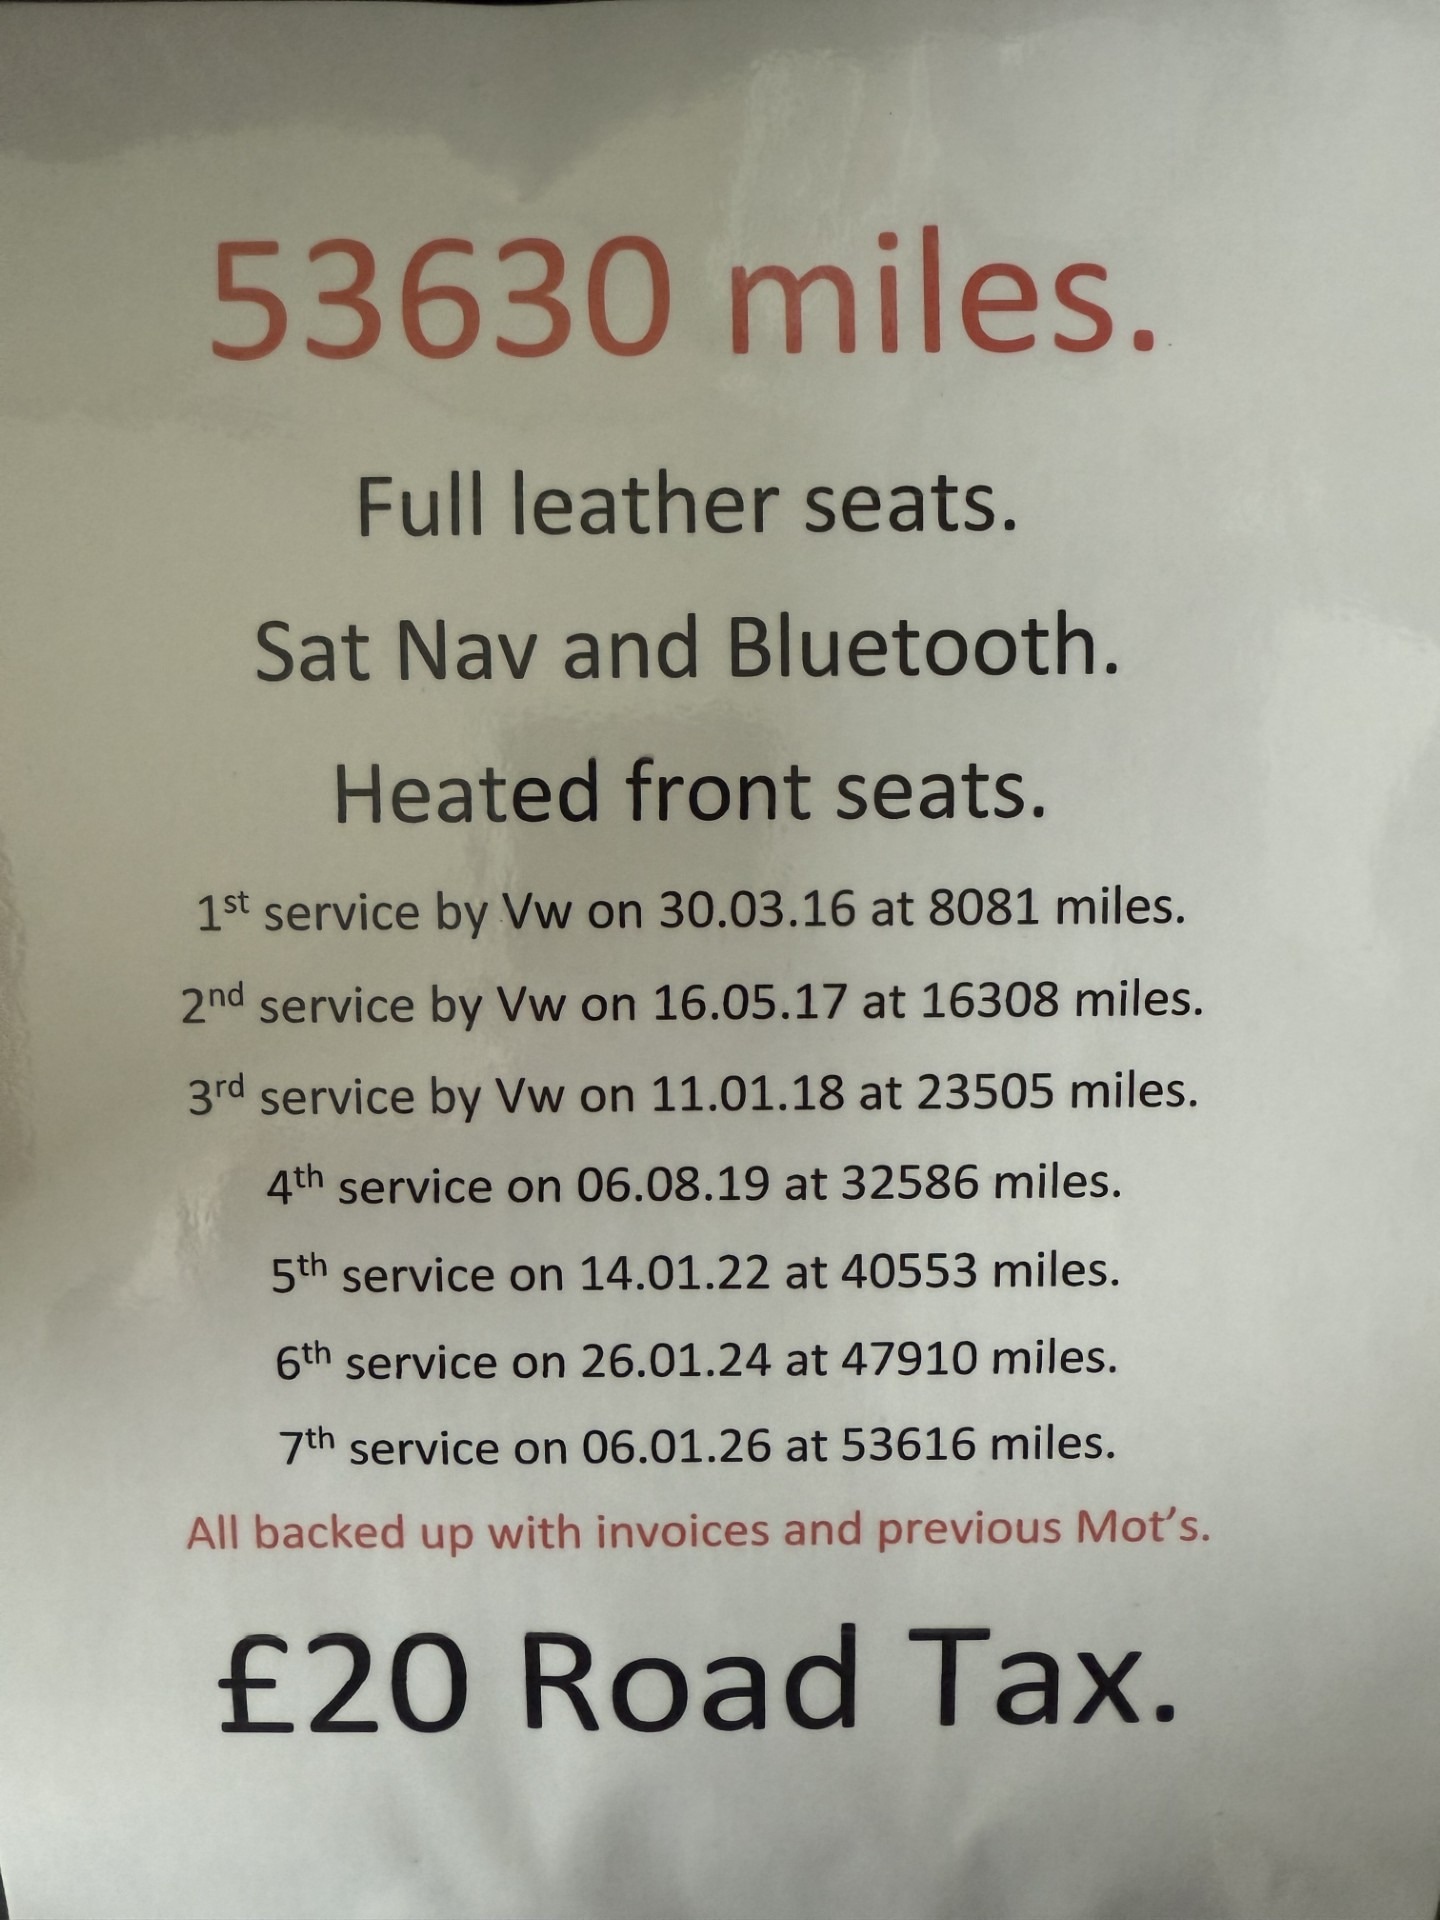 53630 miles.
Full leather seats.
Sat Nav and Bluetooth.
Heated front seats.
1st service by Vw on 30.03.16 at 8081 miles.
2nd service by Vw on 16.05.17 at 16308 miles.
3rd service by Vw on 11.01.18 at 23505 miles.
4th service on 06.08.19 at 32586 miles.
5th service on 14.01.22 at 40553 miles.
6th service on 26.01.24 at 47910 miles.
7th service on 06.01.26 at 53616 miles.
All backed up with invoices and previous Mot’s.
£20 Road Tax.